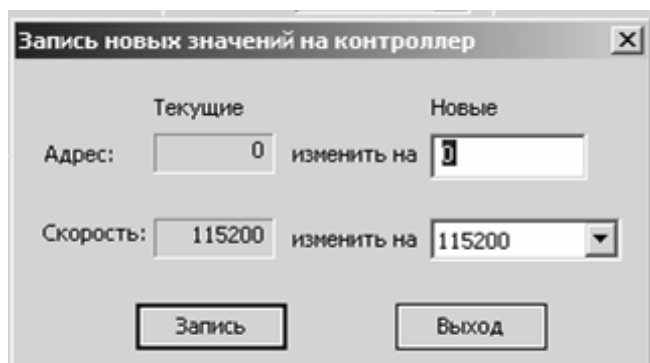 Запись новых значений на контроллер
Текущие Новые
Адрес: 0 изменить на 0
Скорость: 115200 изменить на 115200
Запись Выход